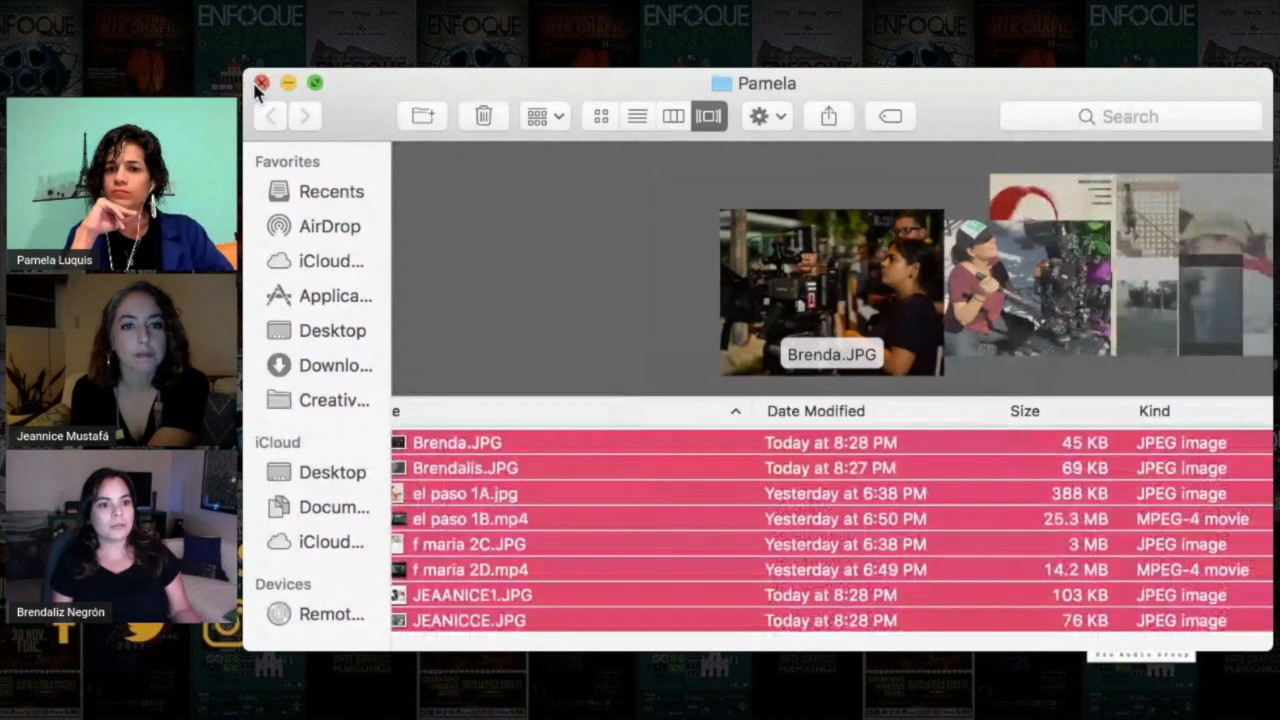 ENFOQUE
ENFOQUE
ENFOQUE
ENFOQUE
ENFOQUE
Pamela
Search
Favorites
Recents
AirDrop
iCloud...
Applica...
Desktop
Downlo...
Creativ...
iCloud
Desktop
Docum...
iCloud...
Devices
Remot...
Brenda.JPG
e
Date Modified
Size
Kind
Brenda.JPG Today at 8:28 PM 45 KB JPEG image
Brendalis.JPG Today at 8:27 PM 69 KB JPEG image
el paso 1A.jpg Yesterday at 6:38 PM 388 KB JPEG image
el paso 1B.mp4 Yesterday at 6:50 PM 25.3 MB MPEG-4 movie
f maria 2C.JPG Yesterday at 6:38 PM 3 MB JPEG image
f maria 2D.mp4 Yesterday at 6:49 PM 14.2 MB MPEG-4 movie
JEAANICE1.JPG Today at 8:28 PM 103 KB JPEG image
JEANICCE.JPG Today at 8:28 PM 76 KB JPEG image
Pamela Luquis
Jeannice Mustafá
Brendaliz Negrón
30 NOV.
Pro Audio Group